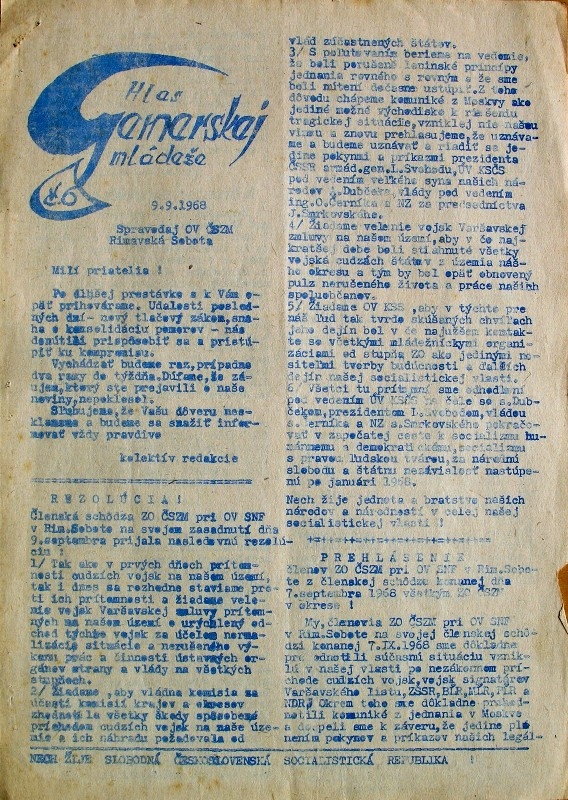 Hlas
Gemerskej
mládeže
9.9.1968
Spravodaj OV ČSZM
Rimavská Sobota
Milí priatelia !
Po dlhšej prestávke sa k Vám o-
päť prihovárame. Udalosti posled-
ných dní- nový tlačový zákon,sna-
ha o konsolidáciu pomerov - nás
donútili prispôsobiť sa a pristú-
piť ku kompromisu.
Vychádzať budeme raz,prípadne
dva razy do týždňa.Dúfame,že zá-
ujem,ktorý ste prejavili o naše
noviny,nepoklesol.
Sľubujeme,že Vašu dôveru nes-
klameme a budeme sa snažiť infor-
movať vždy pravdivo
kolektív redakcie
R E Z O L Ú C I A !
Členská schôdza ZO ČSZM pri OV SNF
v Rim.Sobote na svojom zasadnutí dňa
9.septembra prijala nasledovnú rezolú-
ciu :
1/ Tak ako v prvých dňoch prítom-
nosti cudzích vojsk na našom území,
tak i dnes sa rozhodne staviame pro-
ti ich prítomnosti a žiadame vele-
nie vojsk Varšavskej zmluvy prítom-
ných na našom území o urýchlený od-
chod týchto vojsk za účelom norma-
lizácie situácie a nerušeného vý-
konu prác a činnosti ústavných or-
gánov strany a vlády na všetkých
stupňoch.
2/ Žiadame ,aby vládna komisia za
účasti komisií krajov a okresov
zhodnotila všetky škody spôsobené
príchodom cudzích vojsk na naše úze-
mie a ich náhradu požadovala od
vlád zúčastnených štátov.
3/ S poľutovaním berieme na vedomie,
že boli porušené leninské princípy
jednania rovného s rovným a že sme
boli nútení dočasne ustúpiť.Z toho
dôvodu chápeme komuniké z Moskvy ako
jediné možné východisko k riešeniu
tragickej situácie,vzniklej nie našou
vinou a znovu prehlasujeme,že uznáva-
me a budeme uznávať a riadiť sa je-
dine pokynmi a príkazmi prezidenta
ČSSR armád.gen.L.Svobodu,ÚV KSČS
pod vedením veľkého syna našich ná-
rodov A.Dubčeka,vlády pod vedením
ing.O.Černíka a NZ za predsedníctva
J.Smrkovského.
4/ Žiadame velenie vojsk Varšavskej
zmluvy na našom území,aby v čo naj-
kratšej dobe boli stiahnuté všetky
vojská cudzích štátov z územia náš-
ho okresu a tým by bol opäť obnovený
pulz nerušeného života a práce našich
spoluobčanov.
5/ Žiadame OV KSS ,aby v týchto pre
náš ľud tak tvrdo skúšaných chvíľach
jeho dejín bol v čo najužšom kontak-
te so všetkými mládežníckymi organi-
záciami od stupňa ZO ako jedinými no-
siteľmi tvorby budúcnosti a ďalších
dejín našej socialistickej vlasti.
6/ Všetci tu prítomní sme odhodlaní
pod vedením ÚV KSČS na čele so s.Dub-
čekom,prezidentom L.Svobodom,vládou
s.Černíka a NZ s.Smrkovského pokračo-
vať v započatej ceste k socializmu hu-
mánnemu a demokratickému,socializmu
s pravou ľudskou tvárou,za národnú
slobodu a štátnu nezávislosť nastúpe-
nú po januári 1968.
Nech žije jednota a bratstvo našich
národov a národností v celej našej
socialistickej vlasti !
P R E H L Á S E N I E
členov ZO ČSZM pri OV SNF v Rim.Sobo-
te z členskej schôdze konanej dňa
7.septembra 1968 všetkým ZO ČSZM
v okrese !
My,členovia ZO ČSZM pri OV SNF
v Rim.Sobote na svojej členskej schô-
dzi konanej 7.IX.1968 sme dôkladne
prejednotili súčasnú situáciu vznik-
lú v našej vlasti po nezákonnom prí-
chode cudzích vojsk,vojsk signatárov
Varšavského listu,ZSSR,BĽR,MĽR,PĽR a
NDR. Okrem toho sme dôkladne prejed-
notili komuniké z jednania v Moskve
a dospeli sme k záveru,že jedine pl-
nením pokynov a príkazov našich legál-
NECH ŽIJE SLOBODNÁ ČESKOSLOVENSKÁ SOCIALISTICKÁ REPUBLIKA !